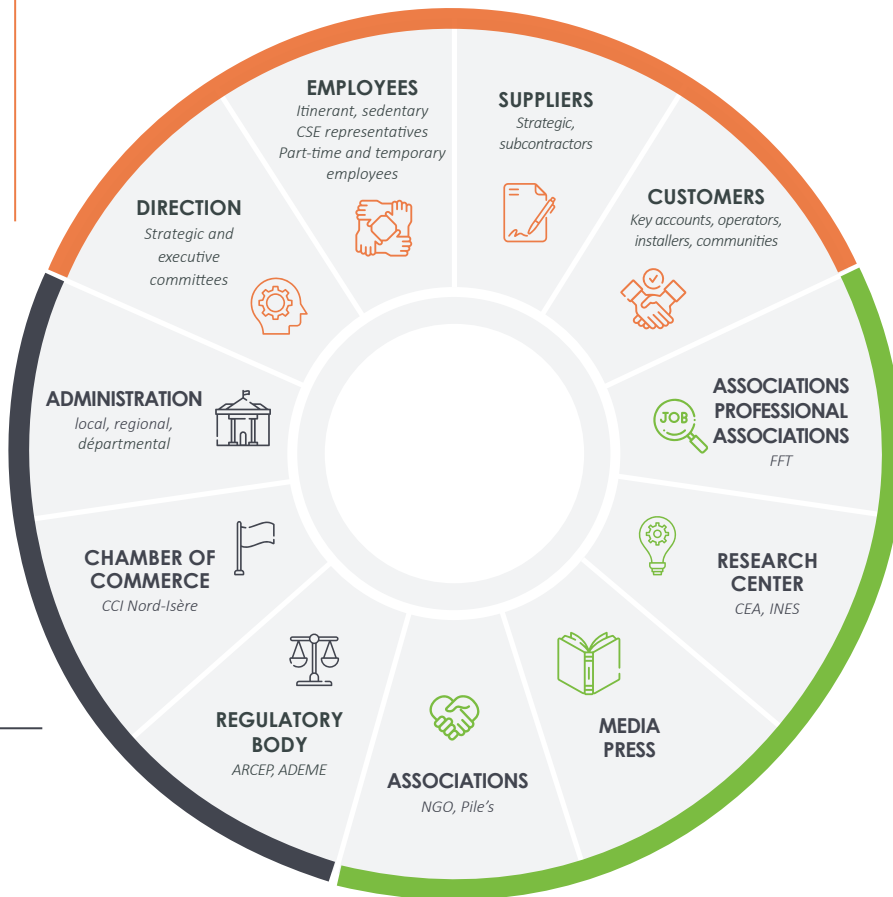 EMPLOYEES
Itinerant, sedentary
CSE representatives
Part-time and temporary
employees
SUPPLIERS
Strategic,
subcontractors
CUSTOMERS
Key accounts, operators,
installers, communities
DIRECTION
Strategic and
executive
committees
ADMINISTRATION
local, regional,
départmental
JOB
ASSOCIATIONS
PROFESSIONAL
ASSOCIATIONS
FFT
CHAMBER OF
COMMERCE
CCI Nord-Isère
RESEARCH
CENTER
CEA, INES
REGULATORY
BODY
ARCEP, ADEME
ASSOCIATIONS
NGO, Pile's
MEDIA
PRESS